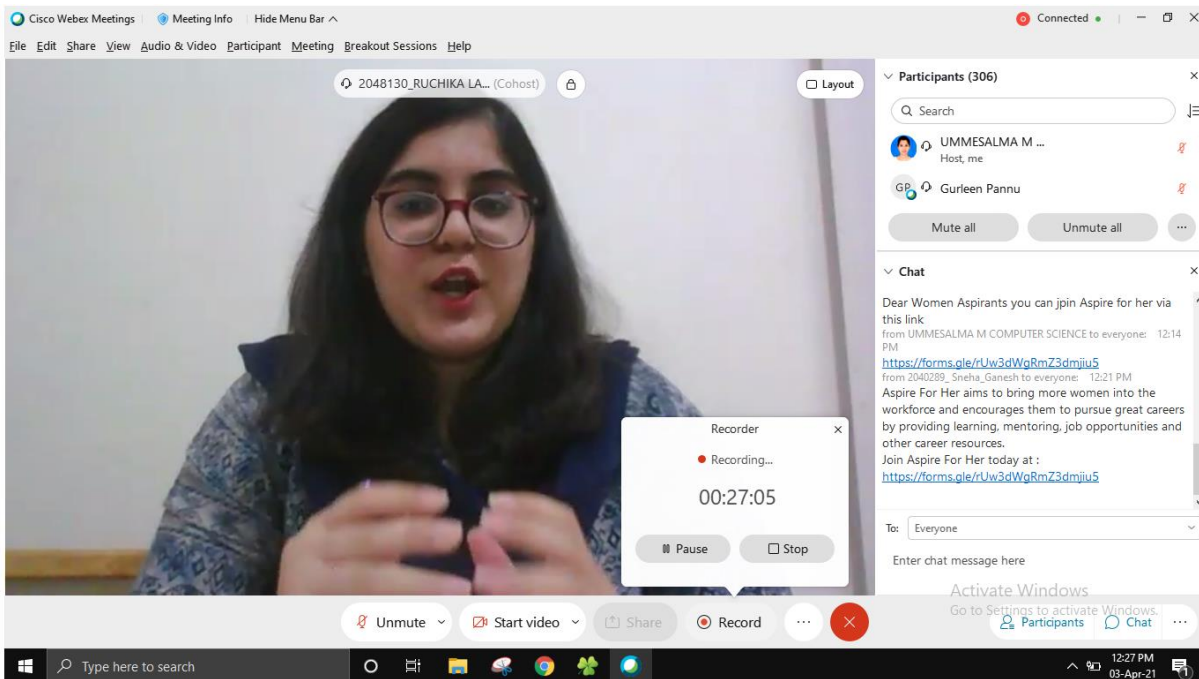 Cisco Webex Meetings Meeting Info Hide Menu Bar Connected
File Edit Share View Audio & Video Participant Meeting Breakout Sessions Help
2048130_RUCHIKA LA... (Cohost)
Layout
Participants (306)
Search
UMMESALMA M ...
Host, me
GP Gurleen Pannu
Mute all Unmute all ...
Chat
Dear Women Aspirants you can jpin Aspire for her via
this link
from UMMESALMA M COMPUTER SCIENCE to everyone: 12:14
PM
https://forms.gle/rUw3dWgRmZ3dmjiu5
from 2040289_ Sneha_Ganesh to everyone: 12:21 PM
Aspire For Her aims to bring more women into the
workforce and encourages them to pursue great careers
by providing learning, mentoring, job opportunities and
other career resources.
Join Aspire For Her today at :
https://forms.gle/rUw3dWgRmZ3dmjiu5
To: Everyone
Enter chat message here
Recorder
Recording...
00:27:05
Pause Stop
Activate Windows
Go to Settings to activate Windows.
Unmute Start video Share Record ... Participants Chat ...
Type here to search
12:27 PM
03-Apr-21
1